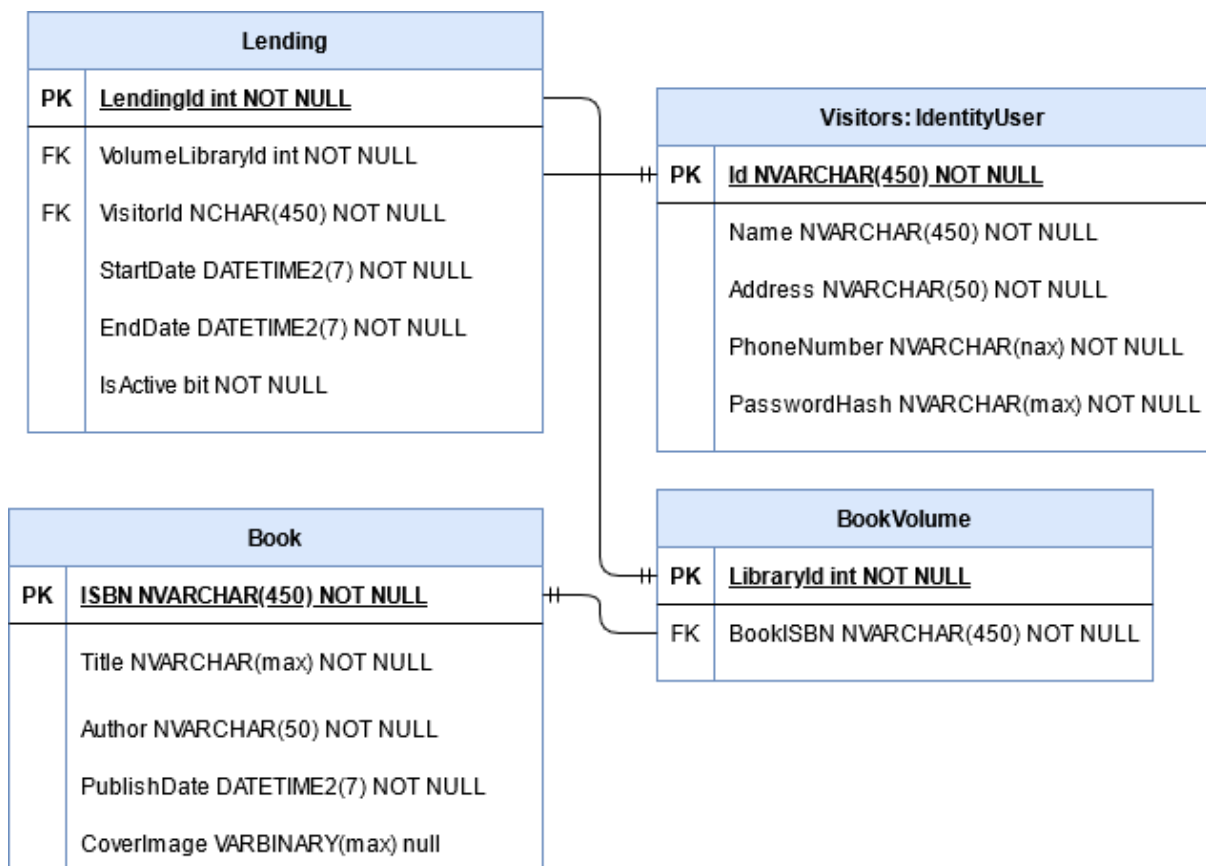 Lending
PK LendingId int NOT NULL
FK VolumeLibraryId int NOT NULL
FK VisitorId NCHAR(450) NOT NULL
StartDate DATETIME2(7) NOT NULL
EndDate DATETIME2(7) NOT NULL
IsActive bit NOT NULL
Visitors: IdentityUser
PK Id NVARCHAR(450) NOT NULL
Name NVARCHAR(450) NOT NULL
Address NVARCHAR(50) NOT NULL
PhoneNumber NVARCHAR(nax) NOT NULL
PasswordHash NVARCHAR(max) NOT NULL
Book
PK ISBN NVARCHAR(450) NOT NULL
Title NVARCHAR(max) NOT NULL
Author NVARCHAR(50) NOT NULL
PublishDate DATETIME2(7) NOT NULL
CoverImage VARBINARY(max) null
BookVolume
PK LibraryId int NOT NULL
FK BookISBN NVARCHAR(450) NOT NULL